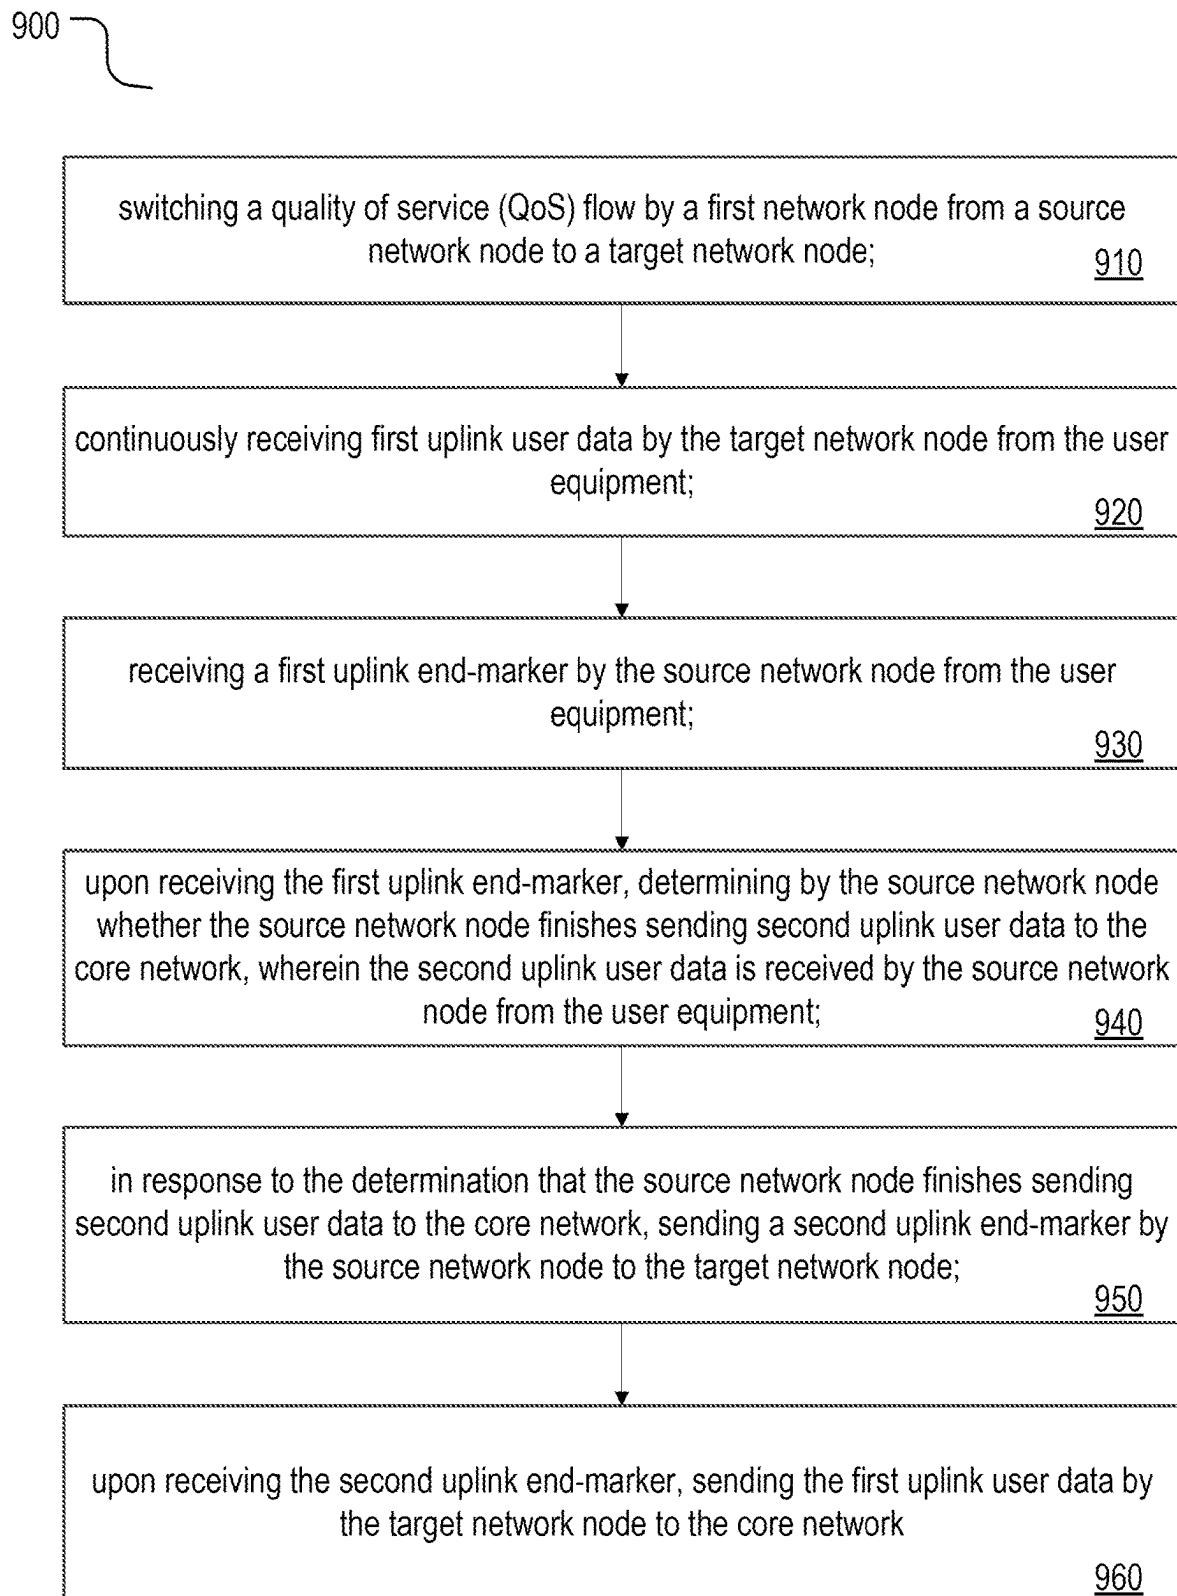 900
switching a quality of service (QoS) flow by a first network node from a source
network node to a target network node;
910
continuously receiving first uplink user data by the target network node from the user
equipment;
920
receiving a first uplink end-marker by the source network node from the user
equipment;
930
upon receiving the first uplink end-marker, determining by the source network node
whether the source network node finishes sending second uplink user data to the
core network, wherein the second uplink user data is received by the source network
node from the user equipment;
940
in response to the determination that the source network node finishes sending
second uplink user data to the core network, sending a second uplink end-marker by
the source network node to the target network node;
950
upon receiving the second uplink end-marker, sending the first uplink user data by
the target network node to the core network
960